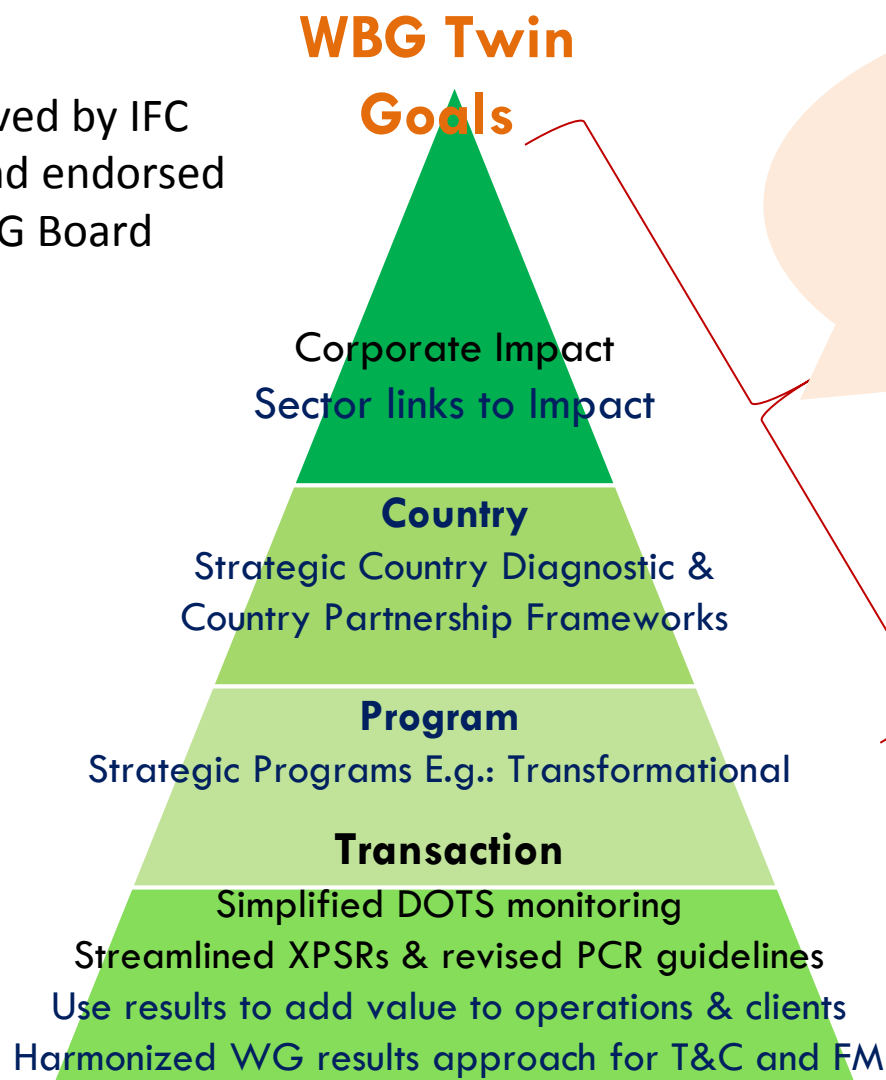 WBG Twin
Goals
ved by IFC
nd endorsed
G Board
Corporate Impact
Sector links to Impact
Country
Strategic Country Diagnostic &
Country Partnership Frameworks
Program
Strategic Programs E.g.: Transformational
Transaction
Simplified DOTS monitoring
Streamlined XPSRs & revised PCR guidelines
Use results to add value to operations & clients
Harmonized WG results approach for T&C and FM